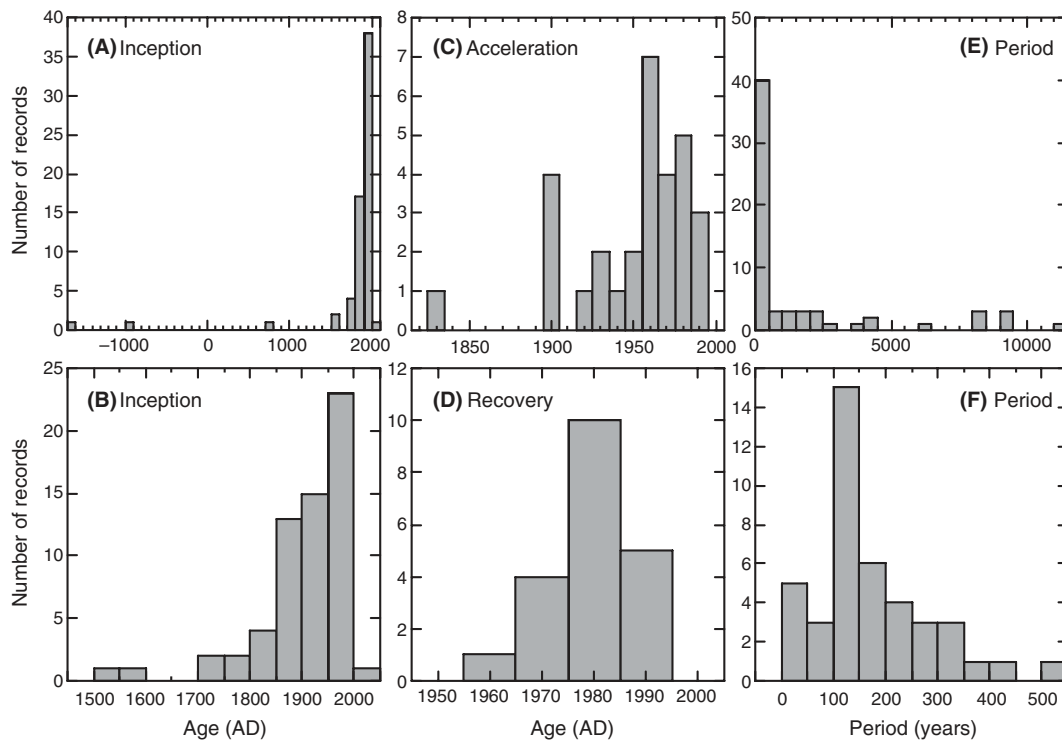 (A) Inception
Number of records
40
35
30
25
20
15
10
5
0
−1000 0 1000 2000
(C) Acceleration
8
7
6
5
4
3
2
1
0
1850 1900 1950 2000
(E) Period
50
40
30
20
10
0
0 5000 10000
(B) Inception
Number of records
25
20
15
10
5
0
1500 1600 1700 1800 1900 2000
Age (AD)
(D) Recovery
12
10
8
6
4
2
0
1950 1960 1970 1980 1990 2000
Age (AD)
(F) Period
16
14
12
10
8
6
4
2
0
0 100 200 300 400 500
Period (years)